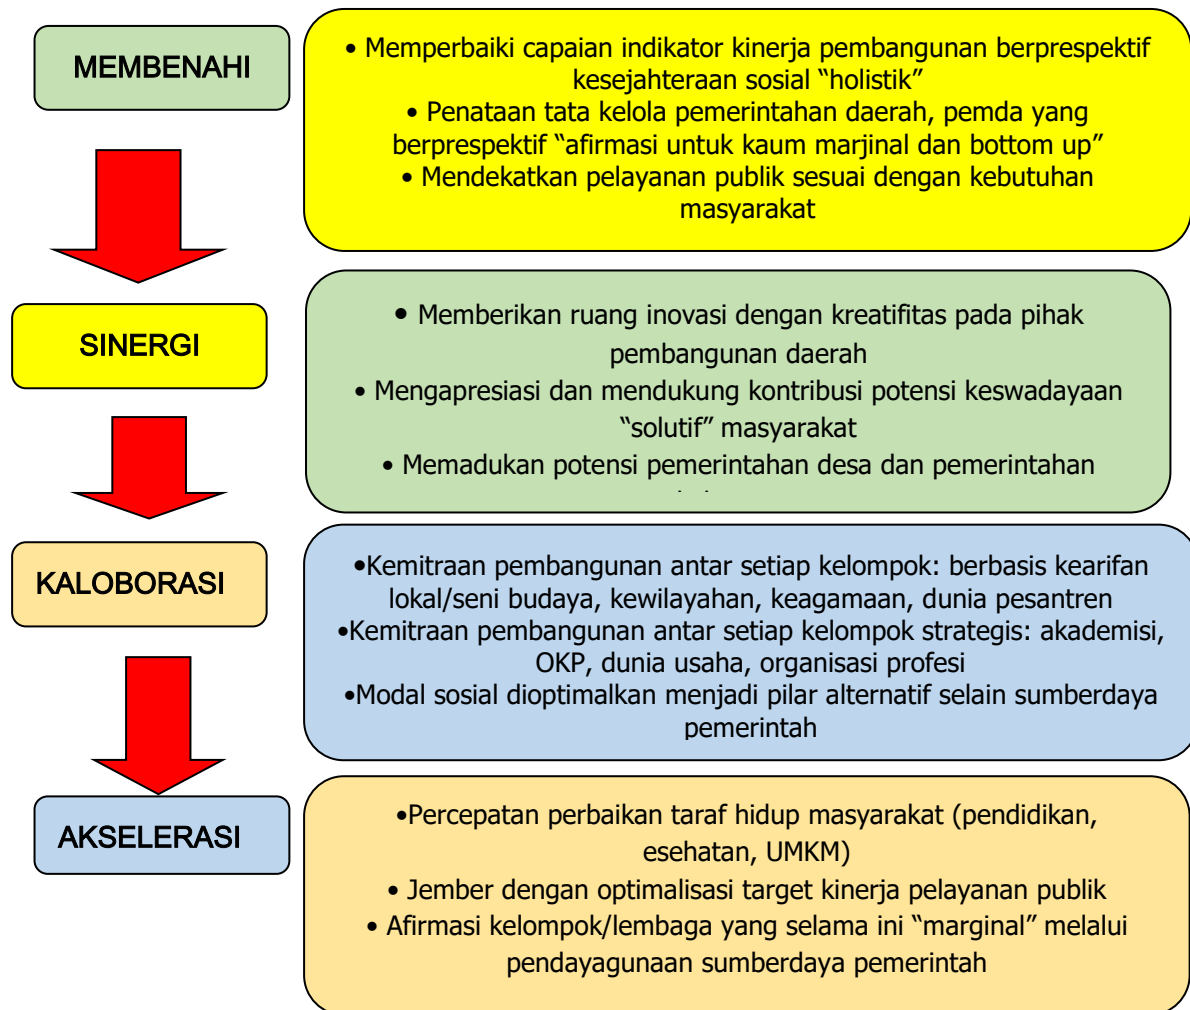 MEMBENAHI
• Memperbaiki capaian indikator kinerja pembangunan berprespektif
kesejahteraan sosial “holistik”
• Penataan tata kelola pemerintahan daerah, pemda yang
berprespektif “afirmasi untuk kaum marjinal dan bottom up”
• Mendekatkan pelayanan publik sesuai dengan kebutuhan
masyarakat
SINERGI
• Memberikan ruang inovasi dengan kreatifitas pada pihak
pembangunan daerah
• Mengapresiasi dan mendukung kontribusi potensi keswadayaan
“solutif” masyarakat
• Memadukan potensi pemerintahan desa dan pemerintahan
KALOBORASI
•Kemitraan pembangunan antar setiap kelompok: berbasis kearifan
lokal/seni budaya, kewilayahan, keagamaan, dunia pesantren
•Kemitraan pembangunan antar setiap kelompok strategis: akademisi,
OKP, dunia usaha, organisasi profesi
•Modal sosial dioptimalkan menjadi pilar alternatif selain sumberdaya
pemerintah
AKSELERASI
•Percepatan perbaikan taraf hidup masyarakat (pendidikan,
esehatan, UMKM)
• Jember dengan optimalisasi target kinerja pelayanan publik
• Afirmasi kelompok/lembaga yang selama ini “marginal” melalui
pendayagunaan sumberdaya pemerintah